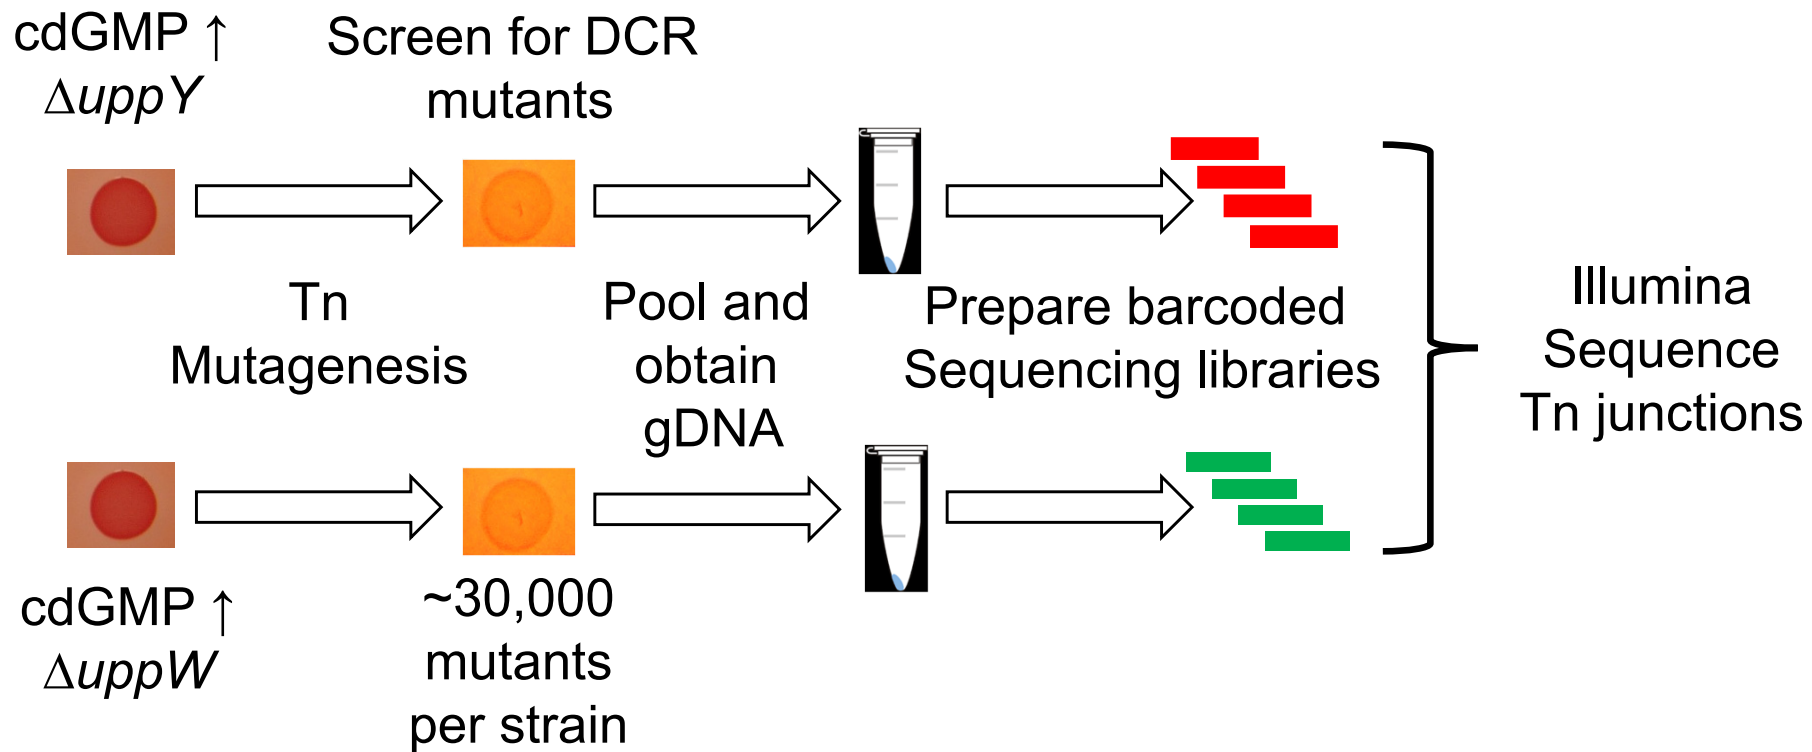 cdGMP ↑
ΔuppY
Screen for DCR
mutants
Tn
Mutagenesis
Pool and
obtain
gDNA
Prepare barcoded
Sequencing libraries
Illumina
Sequence
Tn junctions
cdGMP ↑
ΔuppW
~30,000
mutants
per strain